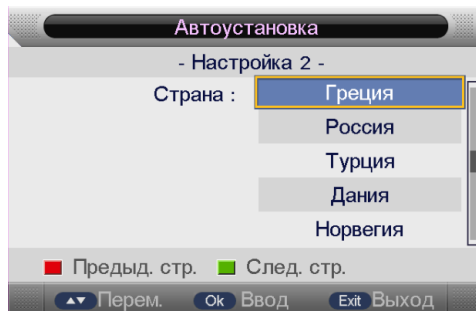 Автоустановка
- Настройка 2 -
Страна : Греция
Россия
Турция
Дания
Норвегия
Предыд. стр. След. стр.
Перем. Ok Ввод Exit Выход